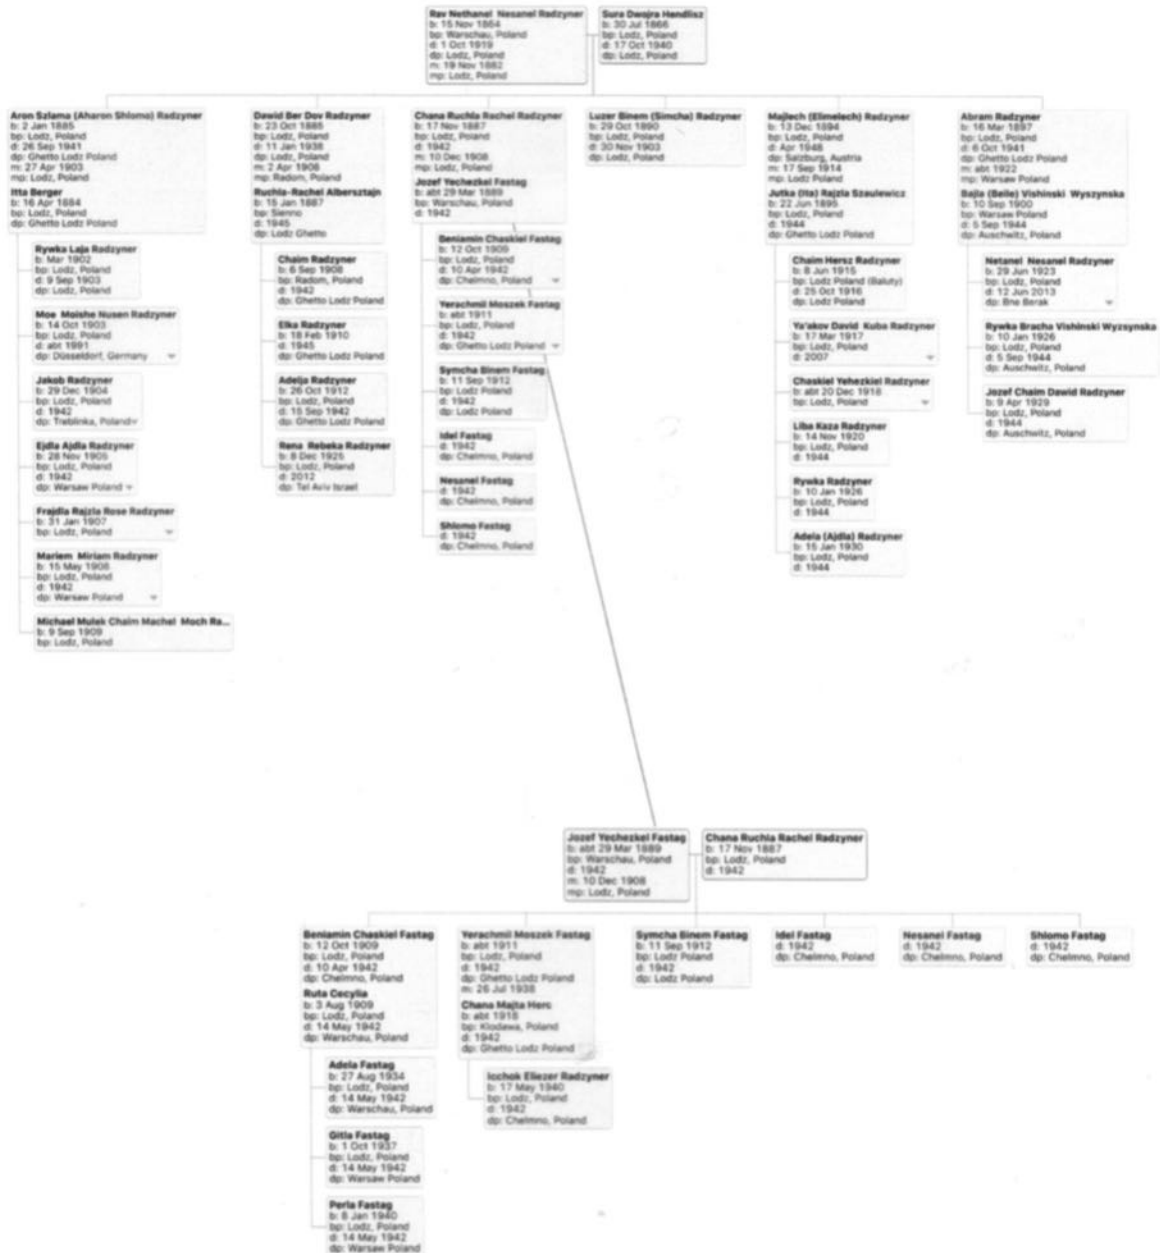 Rav Nethanel Nesanel Radzyner
b: 15 Nov 1864
bp: Warschau, Poland
d: 1 Oct 1919
dp: Lodz, Poland
m: 19 Nov 1882
mp: Lodz, Poland
Sura Dwojra Hendlisz
b: 30 Jul 1866
bp: Lodz, Poland
d: 17 Oct 1940
dp: Lodz, Poland
Aron Szlama (Aharon Shlomo) Radzyner
b: 2 Jan 1885
bp: Lodz, Poland
d: 26 Sep 1941
dp: Ghetto Lodz Poland
m: 27 Apr 1903
mp: Lodz, Poland
Itta Berger
b: 16 Apr 1884
bp: Lodz, Poland
dp: Ghetto Lodz Poland
Rywka Laja Radzyner
b: Mar 1902
bp: Lodz, Poland
d: 9 Sep 1903
dp: Lodz, Poland
Moe Moishe Nusen Radzyner
b: 14 Oct 1903
bp: Lodz, Poland
d: abt 1991
dp: Düsseldorf, Germany
Jakob Radzyner
b: 29 Dec 1904
bp: Lodz, Poland
d: 1942
dp: Treblinka, Poland
Ejdla Ajdla Radzyner
b: 28 Nov 1905
bp: Lodz, Poland
d: 1942
dp: Warsaw Poland
Frajdla Rajzla Rose Radzyner
b: 31 Jan 1907
bp: Lodz, Poland
Mariem Miriam Radzyner
b: 15 May 1908
bp: Lodz, Poland
d: 1942
dp: Warsaw Poland
Michael Mulek Chaim Machel Moch Ra...
b: 9 Sep 1909
bp: Lodz, Poland
Dawid Ber Dov Radzyner
b: 23 Oct 1886
bp: Lodz, Poland
d: 11 Jan 1938
dp: Lodz, Poland
m: 2 Apr 1906
mp: Radom, Poland
Ruchla-Rachel Albersztajn
b: 15 Jan 1887
bp: Sienno
d: 1945
dp: Lodz Ghetto
Chaim Radzyner
b: 6 Sep 1908
bp: Radom, Poland
d: 1942
dp: Ghetto Lodz Poland
Elka Radzyner
b: 18 Feb 1910
d: 1945
dp: Ghetto Lodz Poland
Adelja Radzyner
b: 26 Oct 1912
bp: Lodz, Poland
d: 15 Sep 1942
dp: Ghetto Lodz Poland
Rena Rebeka Radzyner
b: 8 Dec 1925
bp: Lodz, Poland
d: 2012
dp: Tel Aviv Israel
Chana Ruchla Rachel Radzyner
b: 17 Nov 1887
bp: Lodz, Poland
d: 1942
m: 10 Dec 1908
mp: Lodz, Poland
Jozef Yechezkel Fastag
b: abt 29 Mar 1889
bp: Warschau, Poland
d: 1942
Beniamin Chaskiel Fastag
b: 12 Oct 1909
bp: Lodz, Poland
d: 10 Apr 1942
dp: Chelmno, Poland
Yerachmil Moszek Fastag
b: abt 1911
bp: Lodz, Poland
d: 1942
dp: Ghetto Lodz Poland
Symcha Binem Fastag
b: 11 Sep 1912
bp: Lodz Poland
d: 1942
dp: Lodz Poland
Idel Fastag
d: 1942
dp: Chelmno, Poland
Nesanel Fastag
d: 1942
dp: Chelmno, Poland
Shlomo Fastag
d: 1942
dp: Chelmno, Poland
Luzer Binem (Simcha) Radzyner
b: 29 Oct 1890
bp: Lodz, Poland
d: 30 Nov 1903
dp: Lodz, Poland
Majlech (Elimelech) Radzyner
b: 13 Dec 1894
bp: Lodz, Poland
d: Apr 1948
dp: Salzburg, Austria
m: 17 Sep 1914
mp: Lodz Poland
Jutka (Ita) Rajzla Szaulewicz
b: 22 Jun 1895
bp: Lodz, Poland
d: 1944
dp: Ghetto Lodz Poland
Chaim Hersz Radzyner
b: 8 Jun 1915
bp: Lodz Poland (Baluty)
d: 25 Oct 1916
dp: Lodz Poland
Ya'akov David Kuba Radzyner
b: 17 Mar 1917
bp: Lodz, Poland
d: 2007
Chaskiel Yehezkiel Radzyner
b: abt 20 Dec 1918
bp: Lodz, Poland
Liba Kaza Radzyner
b: 14 Nov 1920
bp: Lodz, Poland
d: 1944
Rywka Radzyner
b: 10 Jan 1926
bp: Lodz, Poland
d: 1944
Adela (Ajdla) Radzyner
b: 15 Jan 1930
bp: Lodz, Poland
d: 1944
Abram Radzyner
b: 16 Mar 1897
bp: Lodz, Poland
d: 6 Oct 1941
dp: Ghetto Lodz Poland
m: abt 1922
mp: Warsaw Poland
Bajla (Beile) Vishinski Wyszynska
b: 10 Sep 1900
bp: Warsaw Poland
d: 5 Sep 1944
dp: Auschwitz, Poland
Netanel Nesanel Radzyner
b: 29 Jun 1923
bp: Lodz, Poland
d: 12 Jun 2013
dp: Bne Berak
Rywka Bracha Vishinski Wyzsynska
b: 10 Jan 1926
bp: Lodz, Poland
d: 5 Sep 1944
dp: Auschwitz, Poland
Jozef Chaim Dawid Radzyner
b: 9 Apr 1929
bp: Lodz, Poland
d: 1944
dp: Auschwitz, Poland
Jozef Yechezkel Fastag
b: abt 29 Mar 1889
bp: Warschau, Poland
d: 1942
m: 10 Dec 1908
mp: Lodz, Poland
Chana Ruchla Rachel Radzyner
b: 17 Nov 1887
bp: Lodz, Poland
d: 1942
Beniamin Chaskiel Fastag
b: 12 Oct 1909
bp: Lodz, Poland
d: 10 Apr 1942
dp: Chelmno, Poland
Ruta Cecylia
b: 3 Aug 1909
bp: Lodz, Poland
d: 14 May 1942
dp: Warschau, Poland
Adela Fastag
b: 27 Aug 1934
bp: Lodz, Poland
d: 14 May 1942
dp: Warschau, Poland
Gitla Fastag
b: 1 Oct 1937
bp: Lodz, Poland
d: 14 May 1942
dp: Warsaw Poland
Perla Fastag
b: 6 Jan 1940
bp: Lodz, Poland
d: 14 May 1942
dp: Warsaw Poland
Yerachmil Moszek Fastag
b: abt 1911
bp: Lodz, Poland
d: 1942
dp: Ghetto Lodz Poland
m: 26 Jul 1938
Chana Majta Herc
b: abt 1918
bp: Klodawa, Poland
d: 1942
dp: Ghetto Lodz Poland
Icchok Eliezer Radzyner
b: 17 May 1940
bp: Lodz, Poland
d: 1942
dp: Chelmno, Poland
Symcha Binem Fastag
b: 11 Sep 1912
bp: Lodz Poland
d: 1942
dp: Lodz Poland
Idel Fastag
d: 1942
dp: Chelmno, Poland
Nesanel Fastag
d: 1942
dp: Chelmno, Poland
Shlomo Fastag
d: 1942
dp: Chelmno, Poland